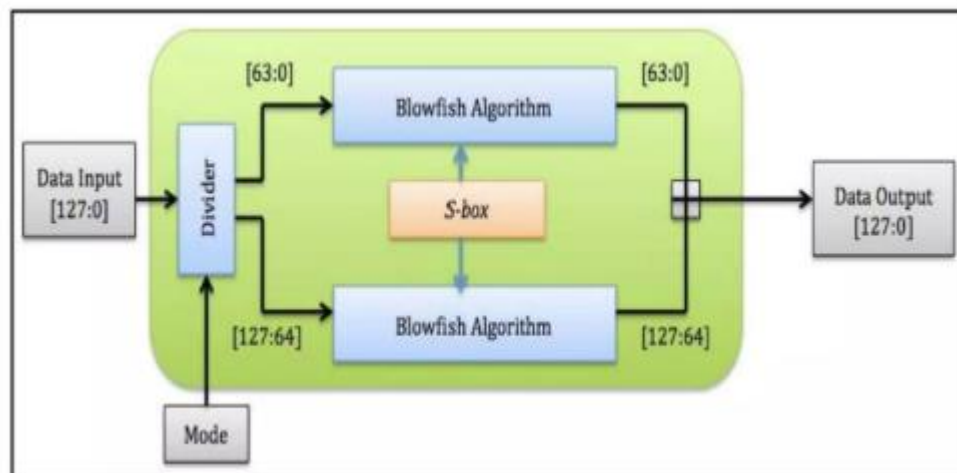 [63:0]
[63:0]
Blowfish Algorithm
Data Input
[127:0]
Divider
S-box
Data Output
[127:0]
Blowfish Algorithm
[127:64]
[127:64]
Mode